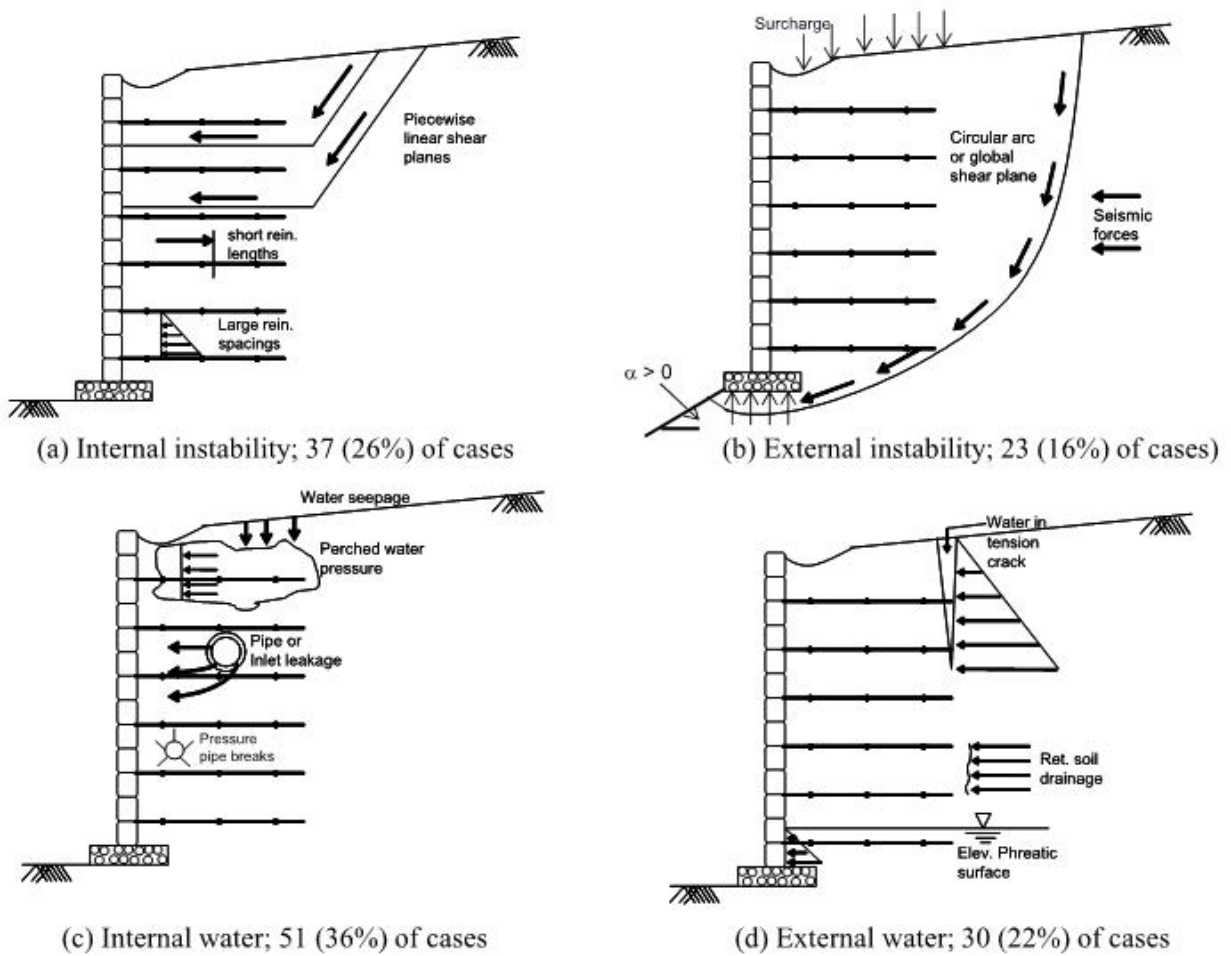 Piecewise
linear shear
planes
short rein.
lengths
Large rein.
spacings
(a) Internal instability; 37 (26%) of cases
Surcharge
Circular arc
or global
shear plane
Seismic
forces
α > 0
(b) External instability; 23 (16%) of cases)
Water seepage
Perched water
pressure
Pipe or
Inlet leakage
Pressure
pipe breaks
(c) Internal water; 51 (36%) of cases
Water in
tension
crack
Ret. soil
drainage
Elev. Phreatic
surface
(d) External water; 30 (22%) of cases